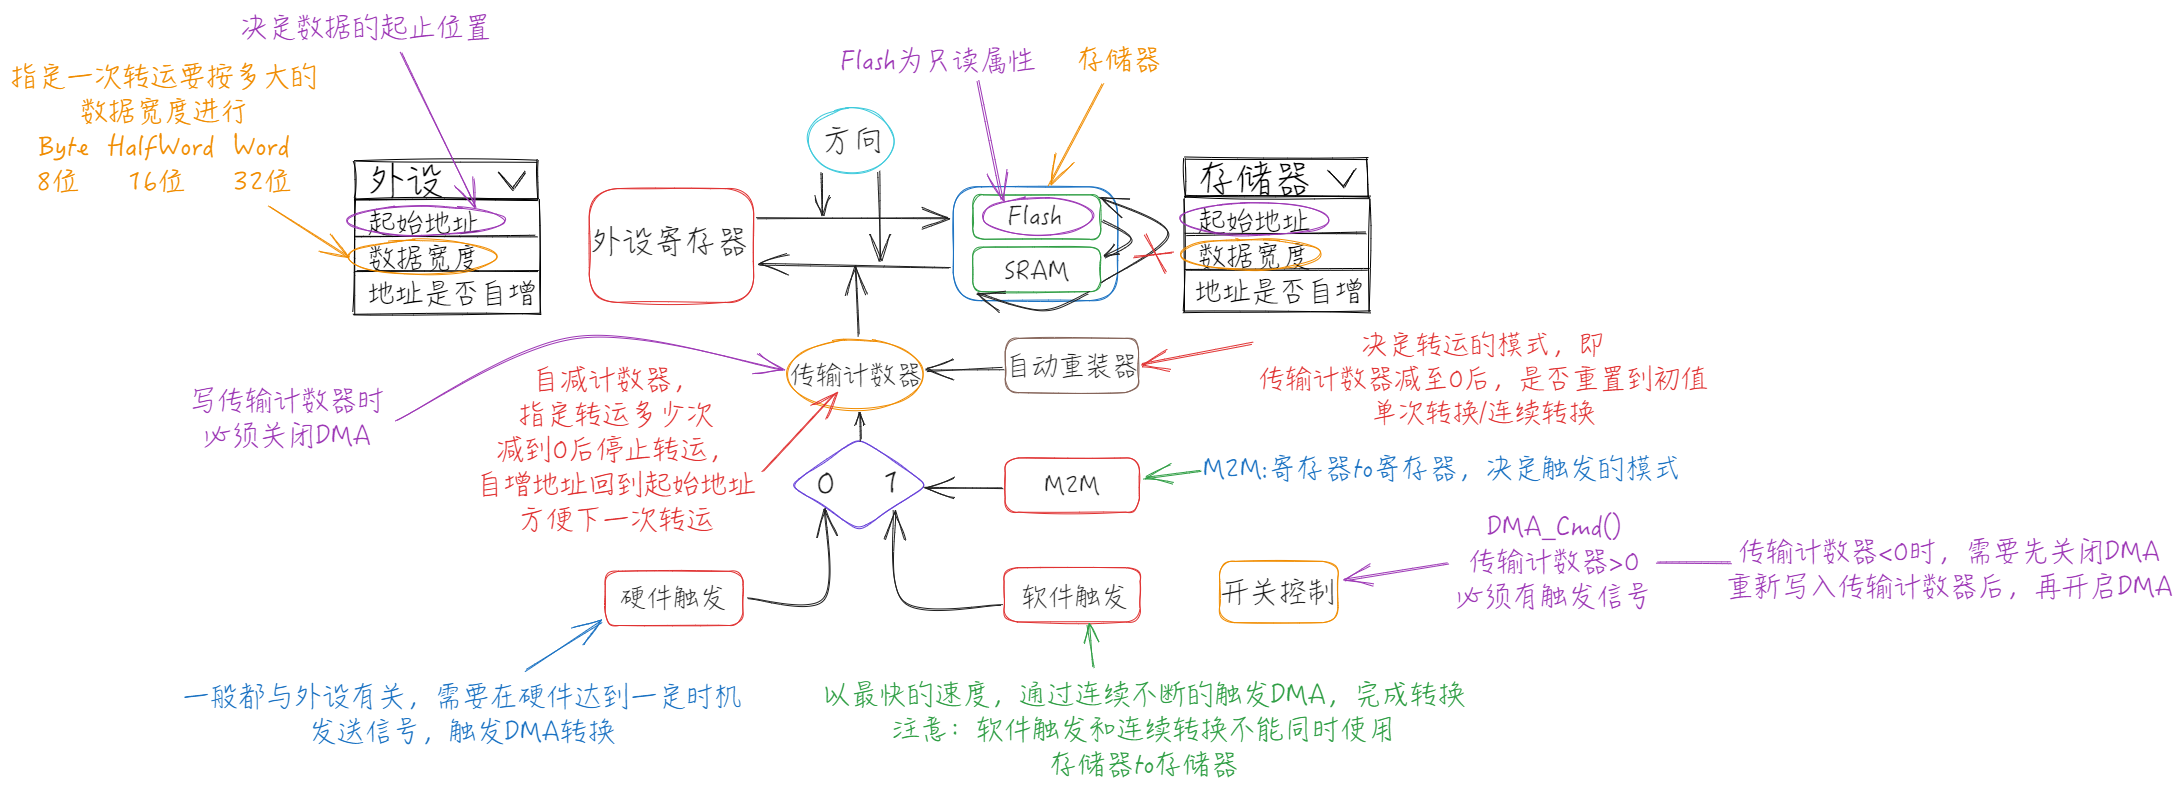 决定数据的起止位置
指定一次转运要按多大的
数据宽度进行
Byte HalfWord Word
8位 16位 32位
外设
起始地址
数据宽度
地址是否自增
方向
外设寄存器
Flash为只读属性
存储器
Flash
SRAM
存储器
起始地址
数据宽度
地址是否自增
写传输计数器时
必须关闭DMA
自减计数器，
指定转运多少次
减到0后停止转运，
自增地址回到起始地址
方便下一次转运
传输计数器
自动重装器
决定转运的模式，即
传输计数器减至0后，是否重置到初值
单次转换/连续转换
0 1
M2M
M2M:寄存器to寄存器，决定触发的模式
硬件触发
软件触发
开关控制
DMA_Cmd()
传输计数器>0
必须有触发信号
传输计数器<0时，需要先关闭DMA
重新写入传输计数器后，再开启DMA
一般都与外设有关，需要在硬件达到一定时机
发送信号，触发DMA转换
以最快的速度，通过连续不断的触发DMA，完成转换
注意：软件触发和连续转换不能同时使用
存储器to存储器